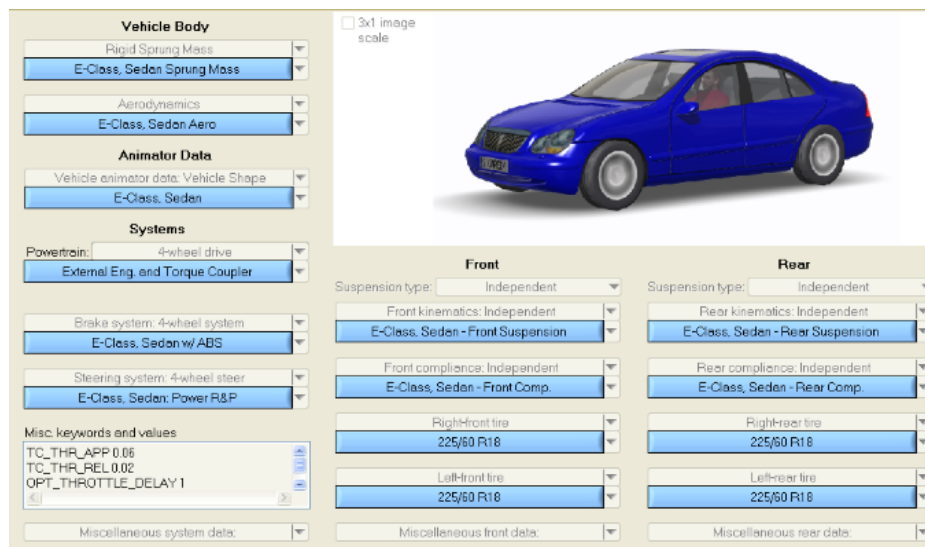 Vehicle Body
Rigid Sprung Mass
E-Class, Sedan Sprung Mass
Aerodynamics
E-Class, Sedan Aero
Animator Data
Vehicle animator data: Vehicle Shape
E-Class, Sedan
Systems
Powertrain: 4-wheel drive
External Eng. and Torque Coupler
Brake system: 4-wheel system
E-Class, Sedan w/ ABS
Steering system: 4-wheel steer
E-Class, Sedan: Power R&P
Misc. keywords and values
TC_THR_APP 0.06
TC_THR_REL 0.02
OPT_THROTTLE_DELAY 1
Miscellaneous system data:
3x1 image
scale
Front
Suspension type: Independent
Front kinematics: Independent
E-Class, Sedan - Front Suspension
Front compliance: Independent
E-Class, Sedan - Front Comp.
Right-front tire
225/60 R18
Left-front tire
225/60 R18
Miscellaneous front data:
Rear
Suspension type: Independent
Rear kinematics: Independent
E-Class, Sedan - Rear Suspension
Rear compliance: Independent
E-Class, Sedan - Rear Comp.
Right-rear tire
225/60 R18
Left-rear tire
225/60 R18
Miscellaneous rear data: